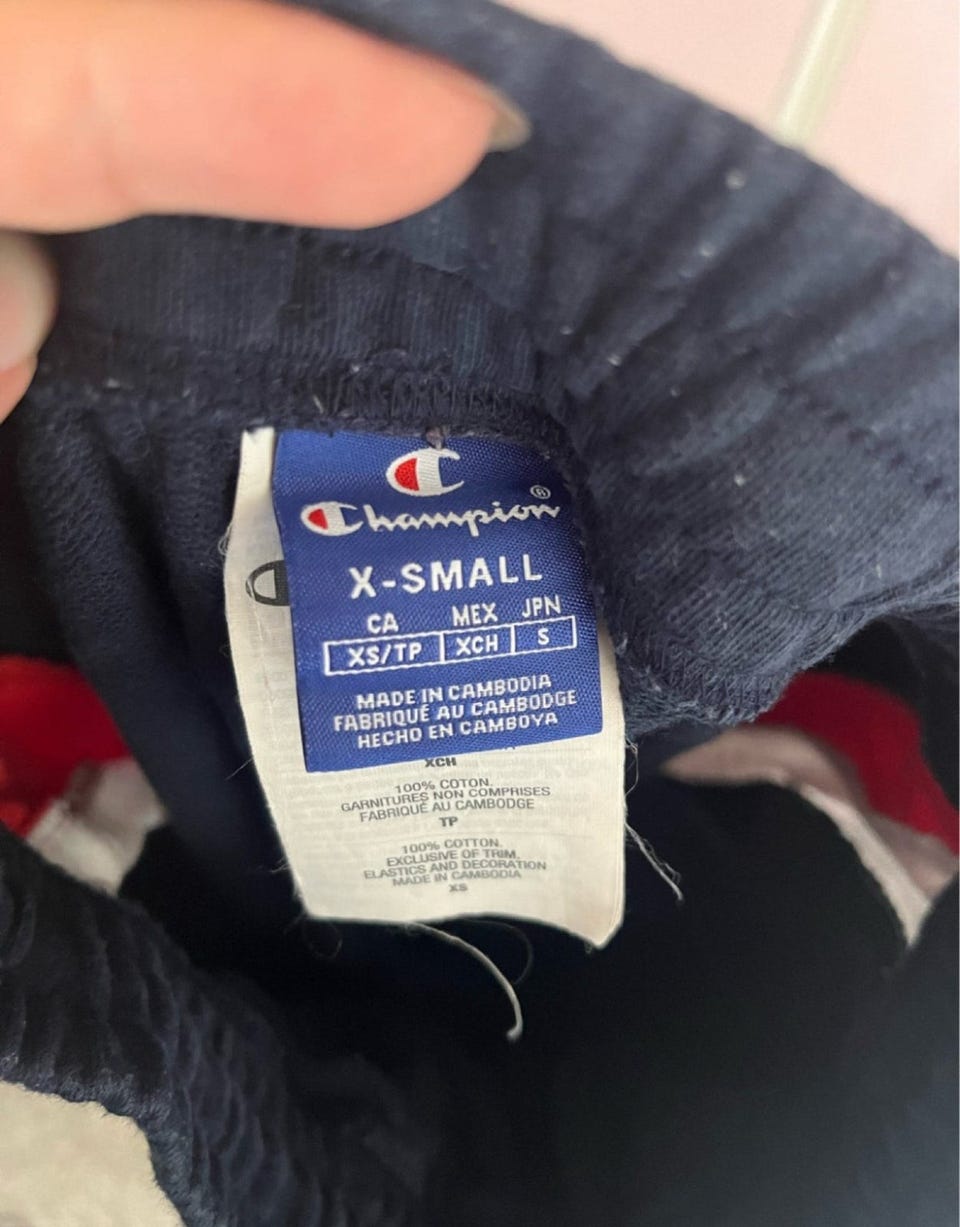 Champion®
X-SMALL
CA MEX JPN
XS/TP XCH S
MADE IN CAMBODIA
FABRIQUÉ AU CAMBODGE
HECHO EN CAMBOYA
XCH
100% COTON.
GARNITURES NON COMPRISES
FABRIQUÉ AU CAMBODGE
TP
100% COTTON.
EXCLUSIVE OF TRIM,
ELASTICS AND DECORATION
MADE IN CAMBODIA
XS